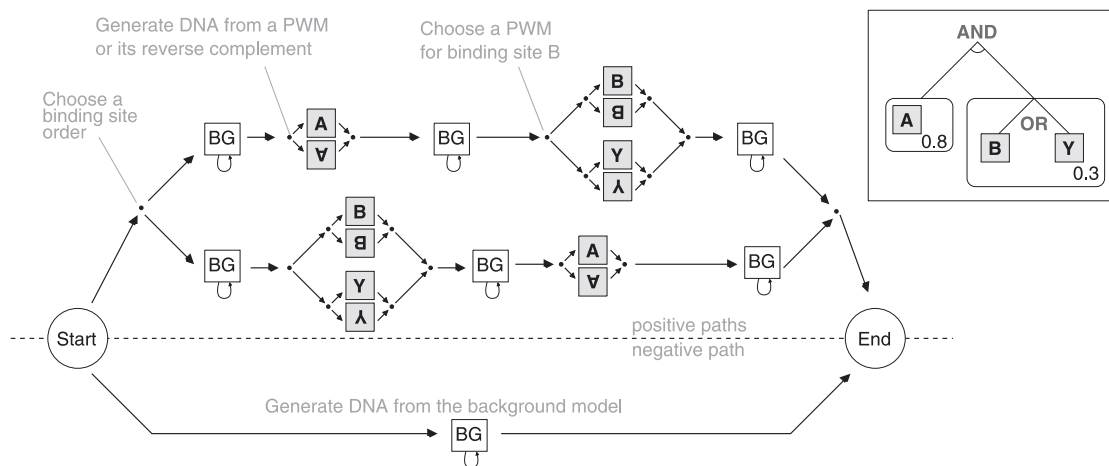 Generate DNA from a PWM
or its reverse complement
Choose a PWM
for binding site B
AND
Choose a
binding site
order
A
0.8
OR
B
Y
0.3
BG
A
A
BG
B
B
Y
Y
BG
BG
B
B
Y
Y
BG
A
A
BG
Start
positive paths
negative path
End
Generate DNA from the background model
BG